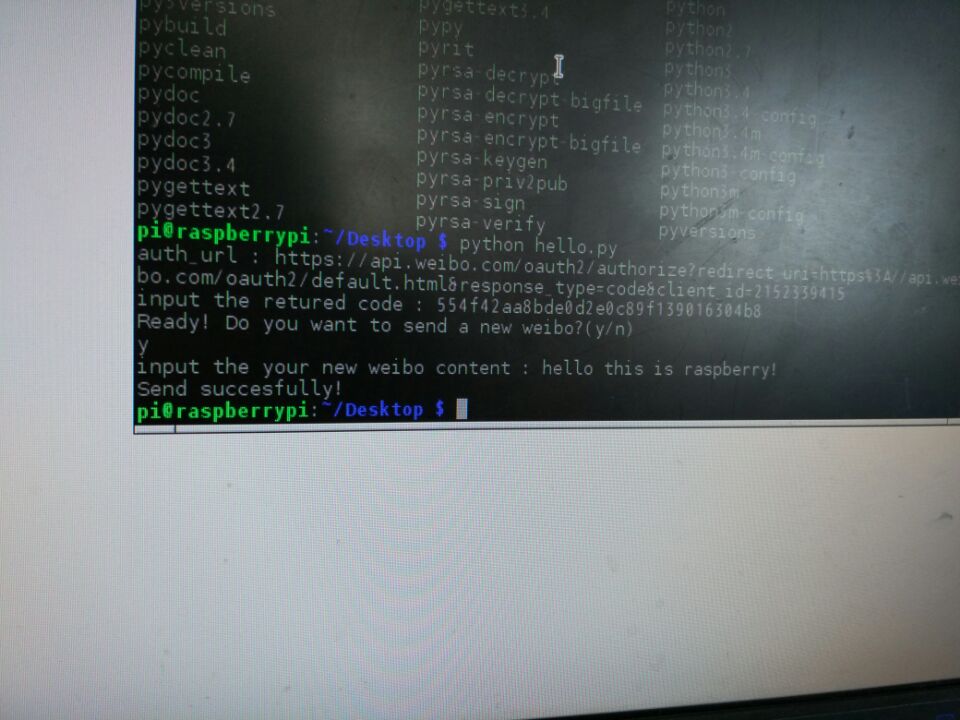 py3versions pygettext3.4 python
pybuild pypy python2
pyclean pyrit python2.7
pycompile pyrsa-decrypt python3
pydoc pyrsa-decrypt-bigfile python3.4
pydoc2.7 pyrsa-encrypt python3.4-config
pydoc3 pyrsa-encrypt-bigfile python3.4m
pydoc3.4 pyrsa-keygen python3.4m-config
pygettext pyrsa-priv2pub python3-config
pygettext2.7 pyrsa-sign python3m
pyrsa-verify python3m-config
pyversions
pi@raspberrypi:~/Desktop $ python hello.py
auth_url : https://api.weibo.com/oauth2/authorize?redirect_uri=https%3A//api.wei
bo.com/oauth2/default.html&response_type=code&client_id=2152339415
input the retured code : 554f42aa8bde0d2e0c89f139016304b8
Ready! Do you want to send a new weibo?(y/n)
y
input the your new weibo content : hello this is raspberry!
Send succesfully!
pi@raspberrypi:~/Desktop $